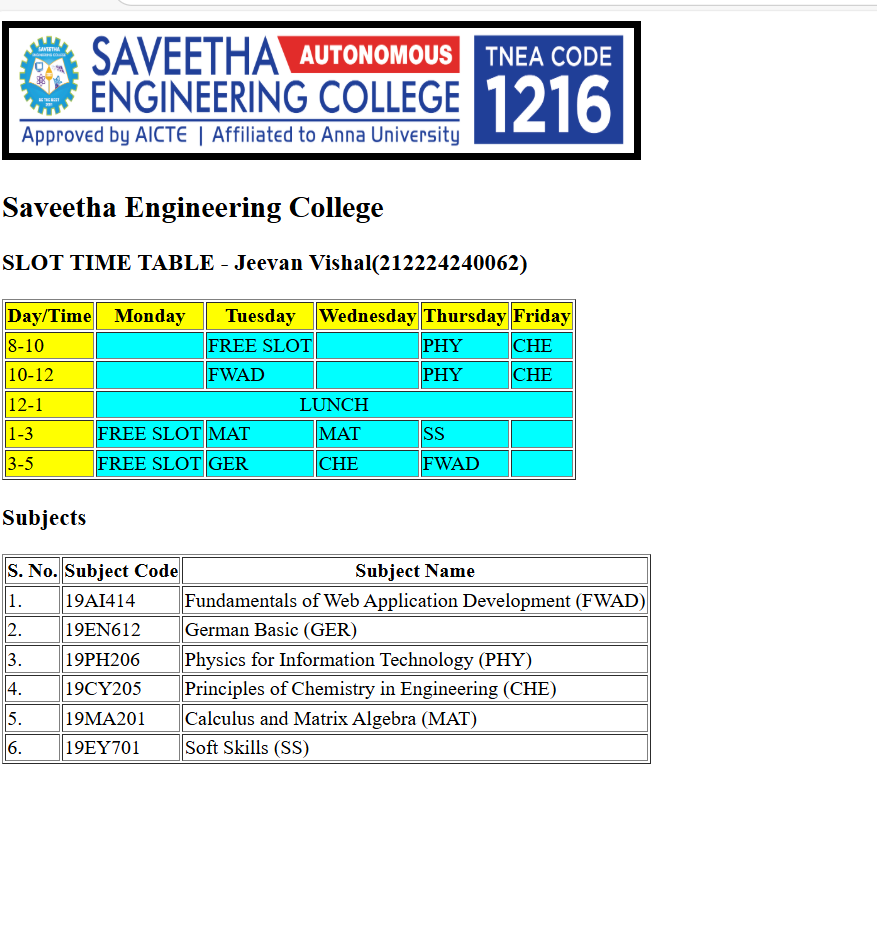 SAVEETHA AUTONOMOUS
ENGINEERING COLLEGE
Approved by AICTE | Affiliated to Anna University
TNEA CODE
1216
Saveetha Engineering College
SLOT TIME TABLE - Jeevan Vishal(212224240062)
Day/Time Monday Tuesday Wednesday Thursday Friday
8-10 FREE SLOT PHY CHE
10-12 FWAD PHY CHE
12-1 LUNCH
1-3 FREE SLOT MAT MAT SS
3-5 FREE SLOT GER CHE FWAD
Subjects
S. No. Subject Code Subject Name
1. 19AI414 Fundamentals of Web Application Development (FWAD)
2. 19EN612 German Basic (GER)
3. 19PH206 Physics for Information Technology (PHY)
4. 19CY205 Principles of Chemistry in Engineering (CHE)
5. 19MA201 Calculus and Matrix Algebra (MAT)
6. 19EY701 Soft Skills (SS)